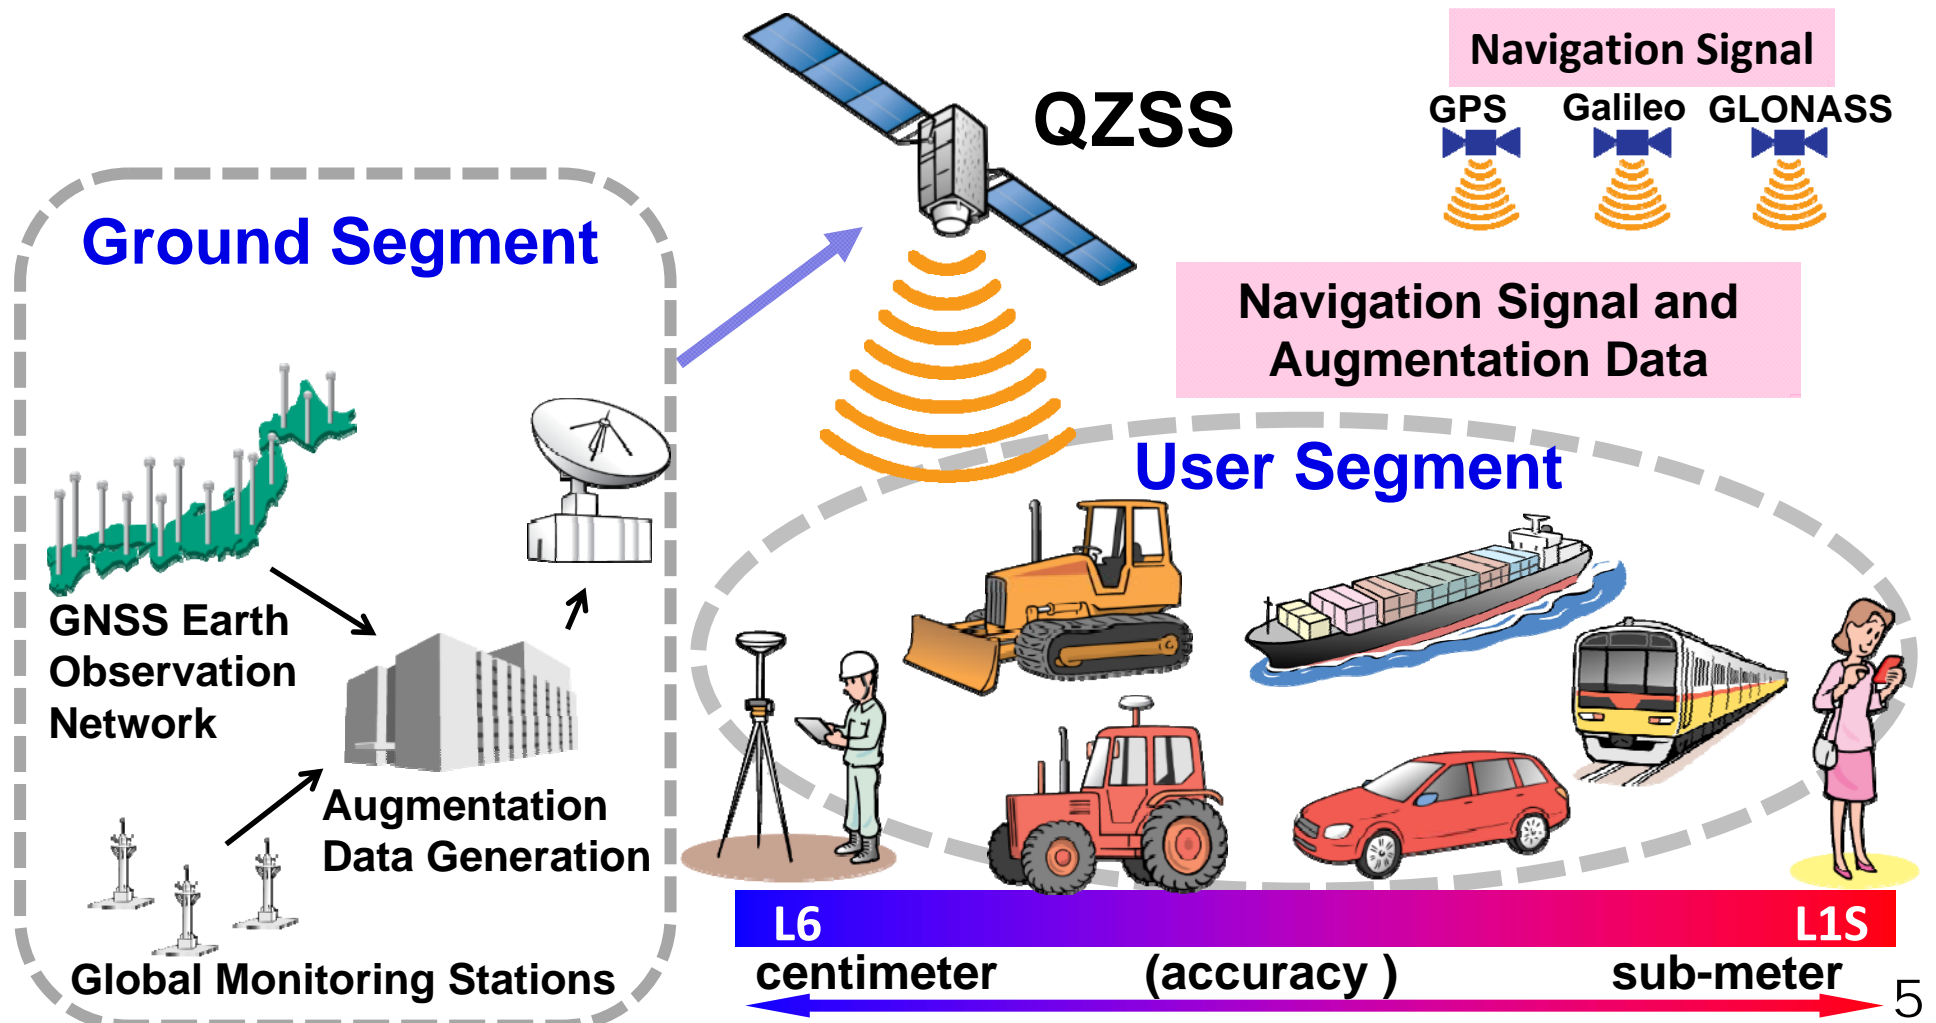 Navigation Signal
GPS Galileo GLONASS
QZSS
Ground Segment
Navigation Signal and
Augmentation Data
User Segment
GNSS Earth
Observation
Network
Augmentation
Data Generation
Global Monitoring Stations
L6 L1S
centimeter (accuracy ) sub-meter
5